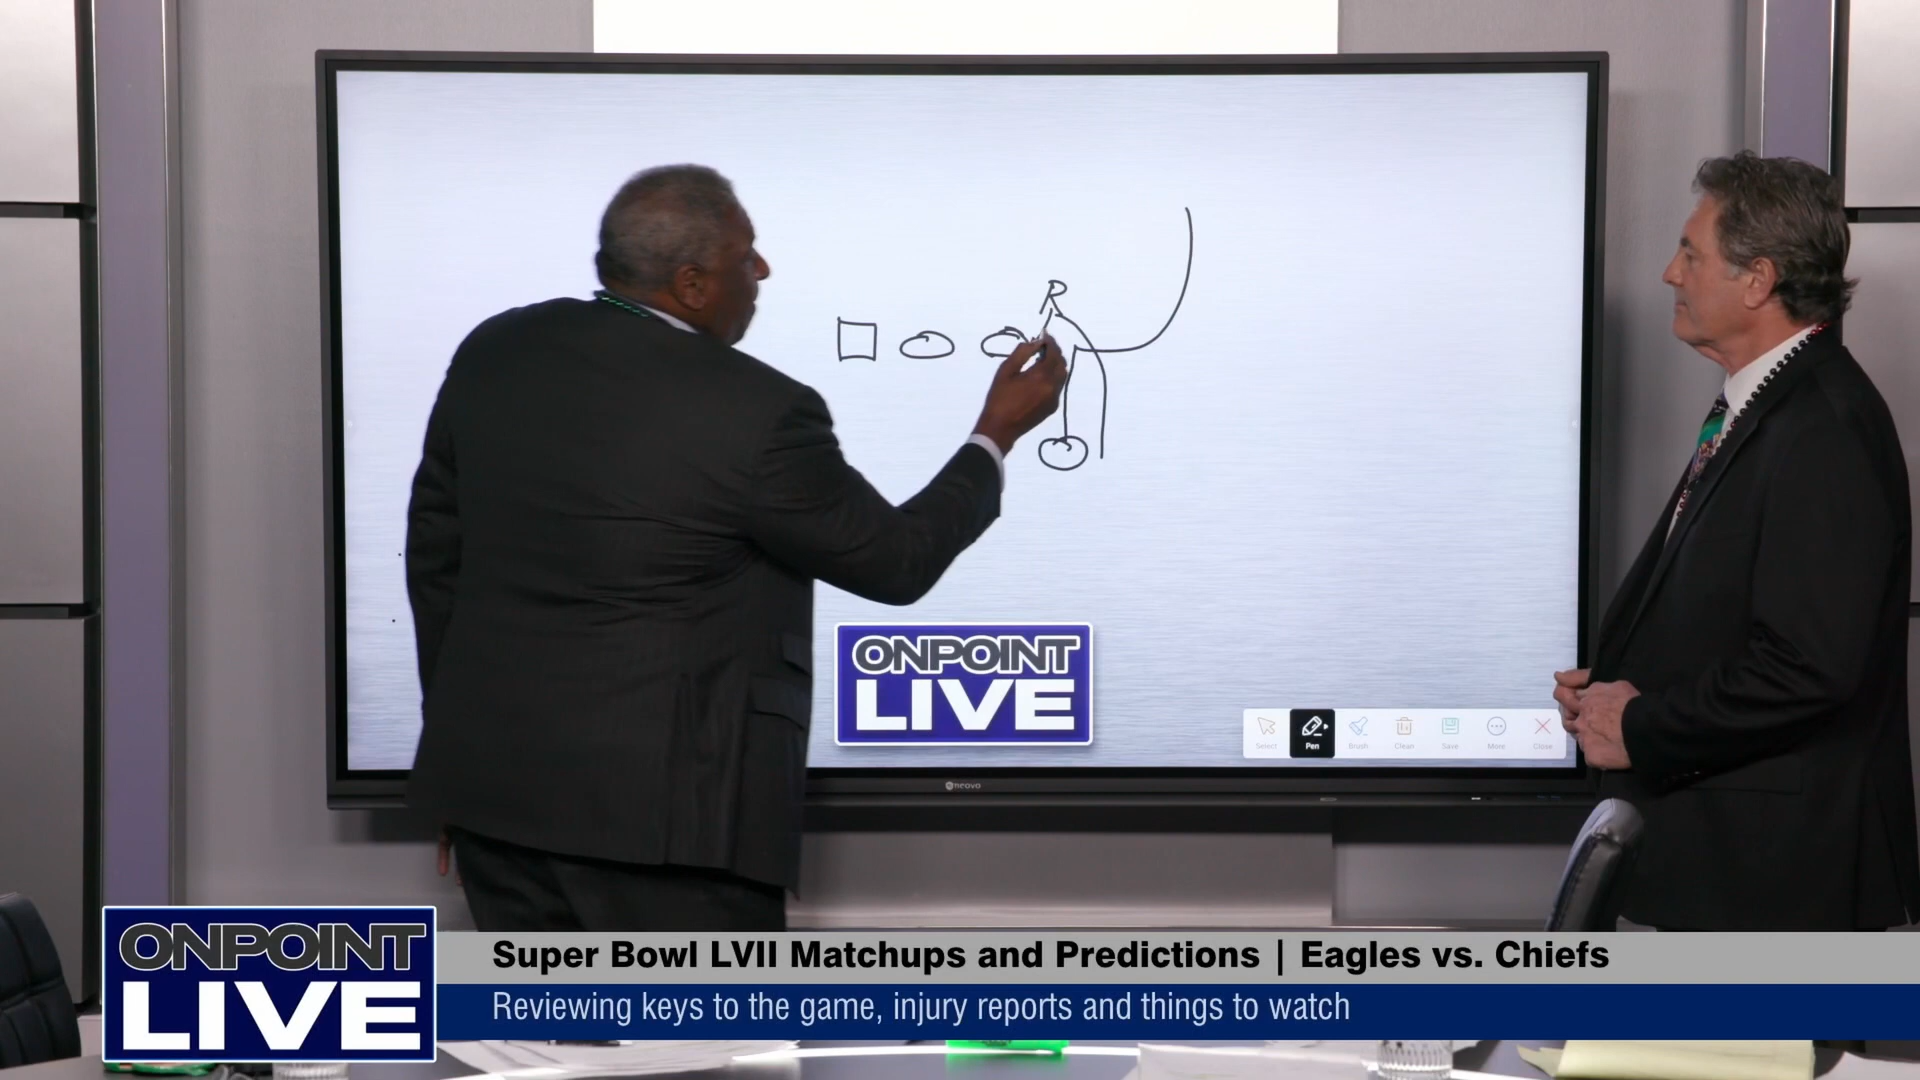 R
ONPOINT
LIVE
Select
Pen
Brush
Clean
Save
More
Close
neovo
ONPOINT
LIVE
Super Bowl LVII Matchups and Predictions | Eagles vs. Chiefs
Reviewing keys to the game, injury reports and things to watch